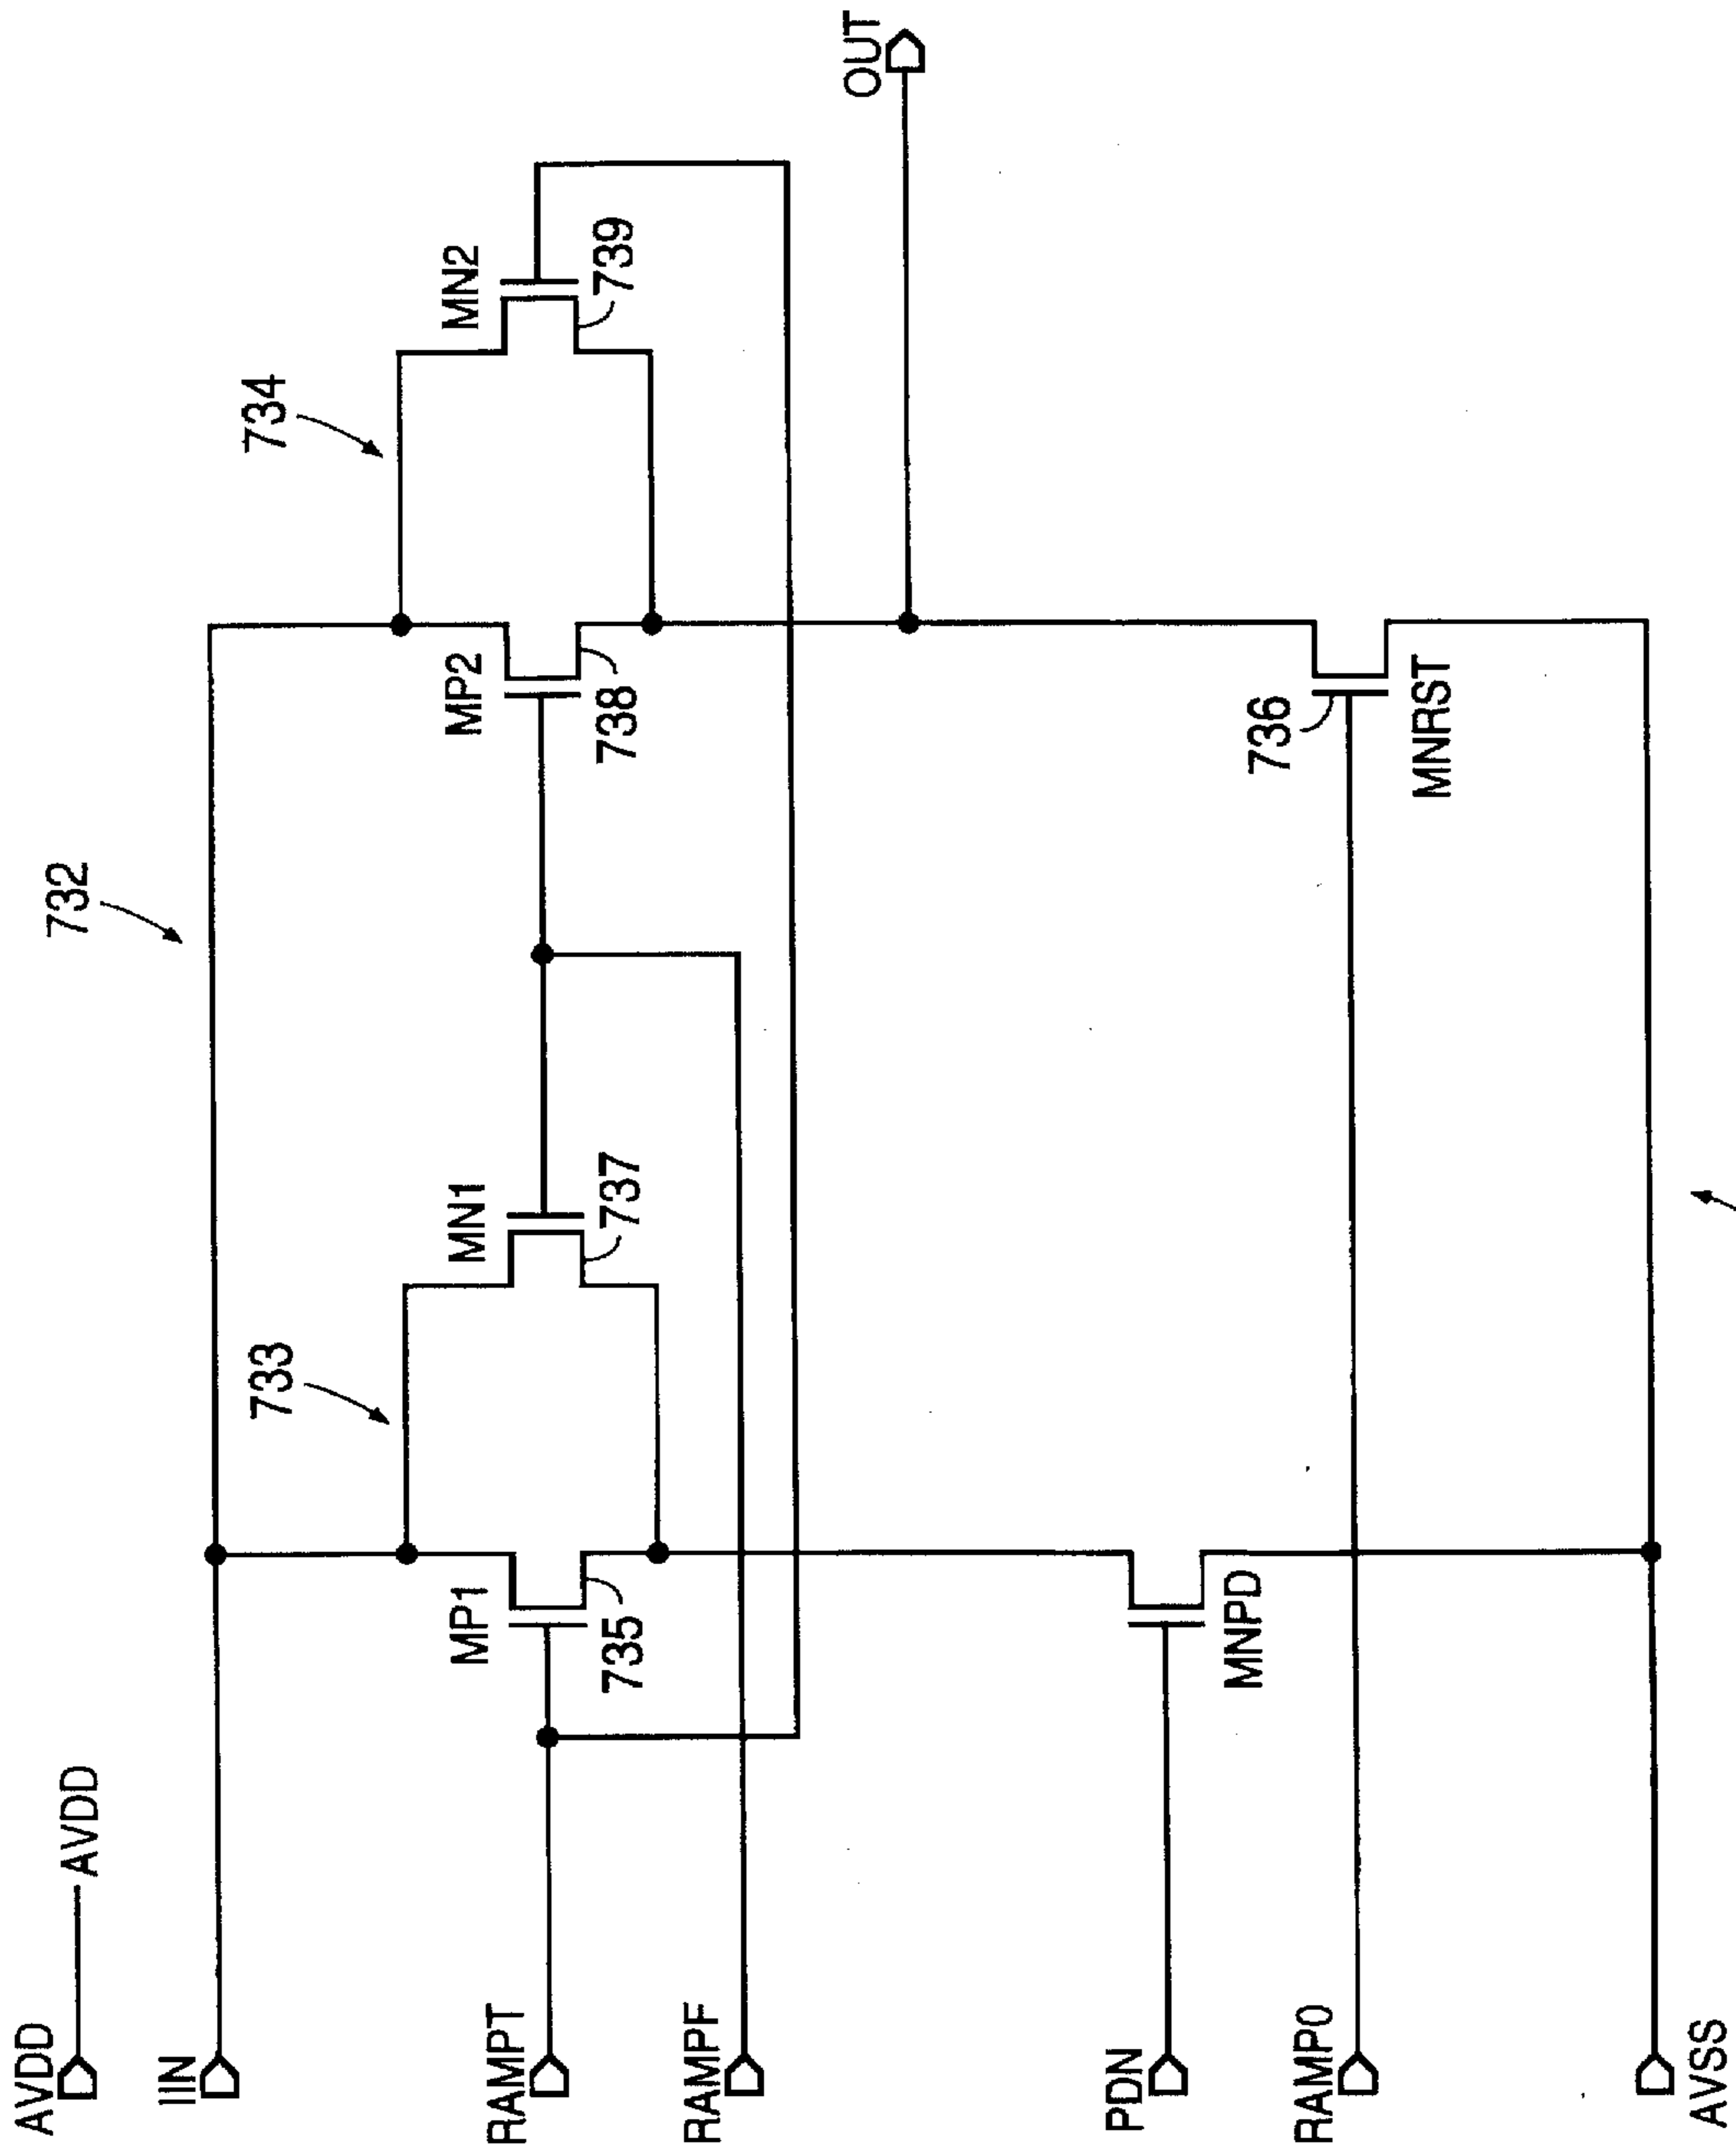 AVDD
AVDD
IIN
732
733
734
MP1
735
MN1
737
MP2
738
MN2
739
RAMPT
RAMPF
OUT
PDN
MNPD
736
RAMP0
MNRST
AVSS